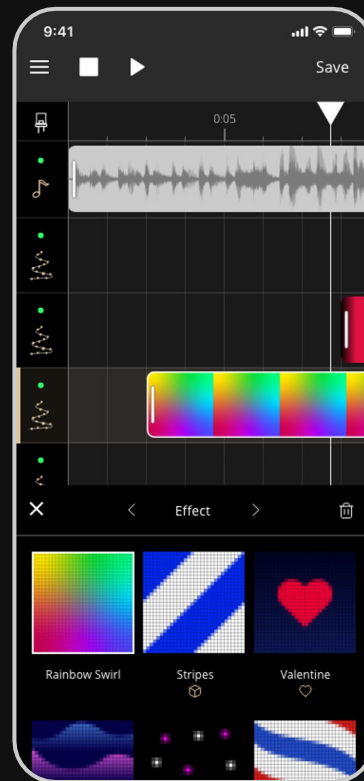 9:41
Save
0:05
Effect
Rainbow Swirl
Stripes
Valentine